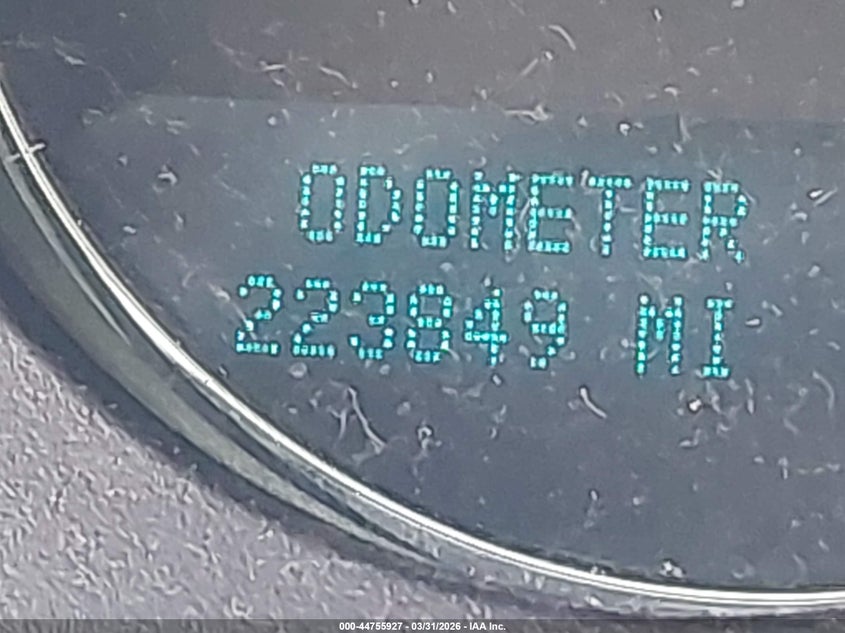 ODOMETER
223849 MI
000-44755927 - 03/31/2026 - IAA Inc.